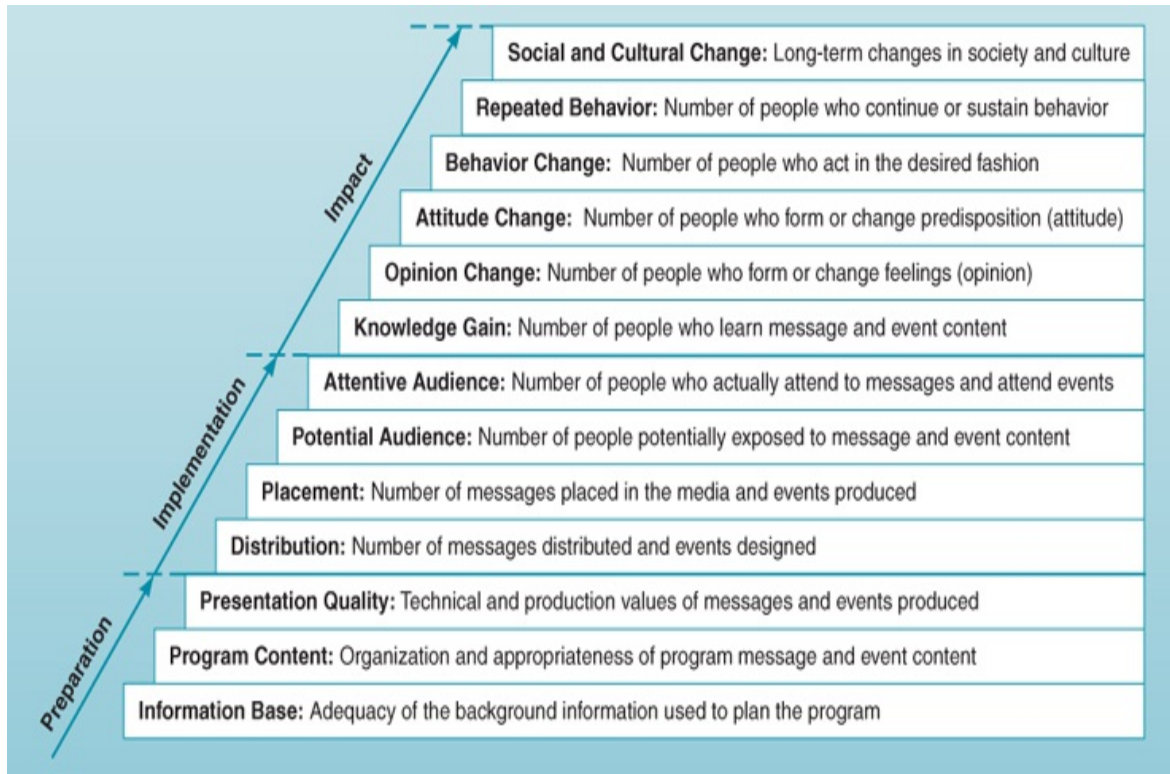 Social and Cultural Change: Long-term changes in society and culture
Repeated Behavior: Number of people who continue or sustain behavior
Behavior Change: Number of people who act in the desired fashion
Attitude Change: Number of people who form or change predisposition (attitude)
Opinion Change: Number of people who form or change feelings (opinion)
Knowledge Gain: Number of people who learn message and event content
Impact
Attentive Audience: Number of people who actually attend to messages and attend events
Potential Audience: Number of people potentially exposed to message and event content
Placement: Number of messages placed in the media and events produced
Distribution: Number of messages distributed and events designed
Implementation
Presentation Quality: Technical and production values of messages and events produced
Program Content: Organization and appropriateness of program message and event content
Information Base: Adequacy of the background information used to plan the program
Preparation